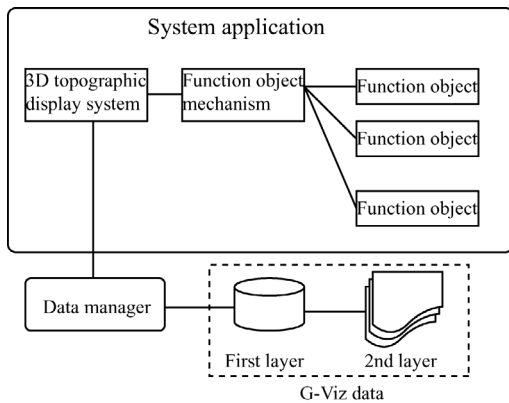 System application
3D topographic
display system
Function object
mechanism
Function object
Function object
Function object
Data manager
First layer
2nd layer
G-Viz data